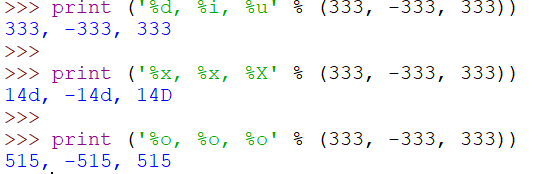 >>> print ('%d, %i, %u' % (333, -333, 333))
333, -333, 333
>>>
>>> print ('%x, %x, %X' % (333, -333, 333))
14d, -14d, 14D
>>>
>>> print ('%o, %o, %o' % (333, -333, 333))
515, -515, 515